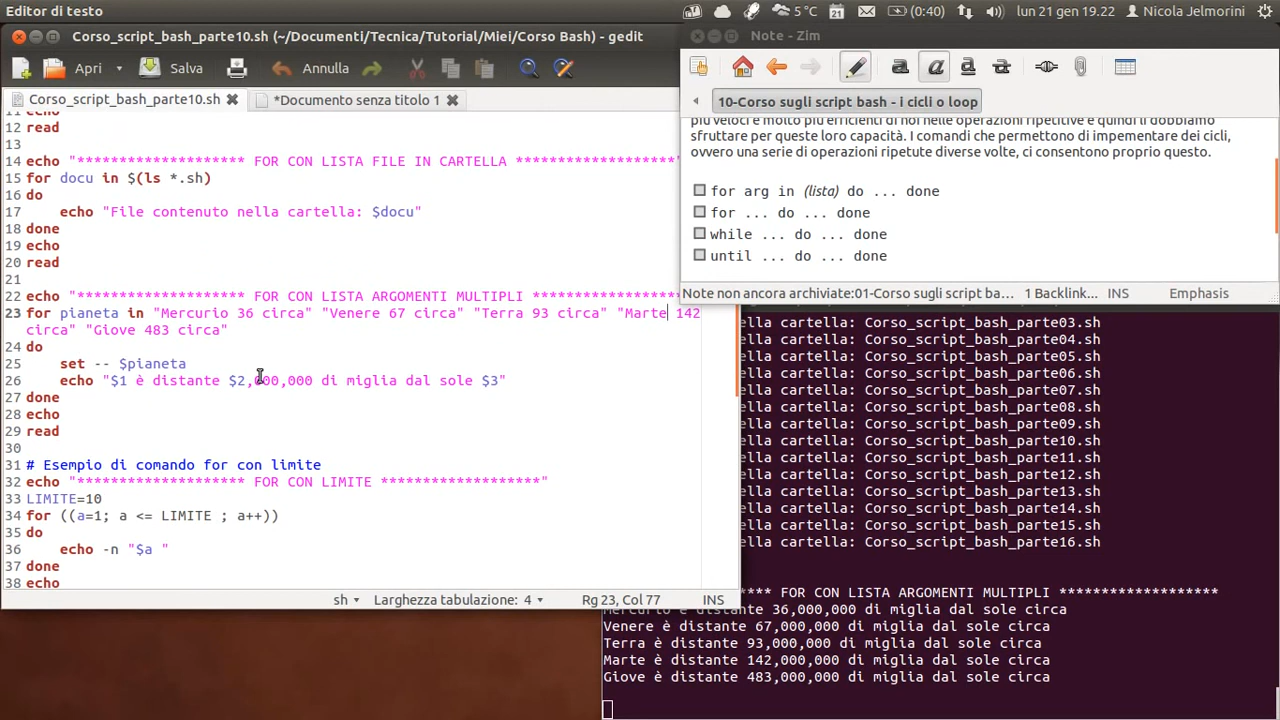 Editor di testo
5 °C
21
(0:40)
lun 21 gen 19.22
Nicola Jelmorini
Corso_script_bash_parte10.sh (~/Documenti/Tecnica/Tutorial/Miei/Corso Bash) - gedit
Apri
Salva
Annulla
Corso_script_bash_parte10.sh
*Documento senza titolo 1
11 echo
12 read
13
14 echo "******************** FOR CON LISTA FILE IN CARTELLA *******************"
15 for docu in $(ls *.sh)
16 do
17     echo "File contenuto nella cartella: $docu"
18 done
19 echo
20 read
21
22 echo "******************** FOR CON LISTA ARGOMENTI MULTIPLI ******************
23 for pianeta in "Mercurio 36 circa" "Venere 67 circa" "Terra 93 circa" "Marte 142
circa" "Giove 483 circa"
24 do
25     set -- $pianeta
26     echo "$1 è distante $2,000,000 di miglia dal sole $3"
27 done
28 echo
29 read
30
31 # Esempio di comando for con limite
32 echo "******************** FOR CON LIMITE *******************"
33 LIMITE=10
34 for ((a=1; a <= LIMITE ; a++))
35 do
36     echo -n "$a "
37 done
38 echo
sh
Larghezza tabulazione: 4
Rg 23, Col 77
INS
Note - Zim
10-Corso sugli script bash - i cicli o loop
più veloci e molto più efficienti di noi nelle operazioni ripetitive e quindi li dobbiamo
sfruttare per queste loro capacità. I comandi che permettono di impementare dei cicli,
ovvero una serie di operazioni ripetute diverse volte, ci consentono proprio questo.
for arg in (lista) do ... done
for ... do ... done
while ... do ... done
until ... do ... done
Note non ancora archiviate:01-Corso sugli script ba...
1 Backlink...
INS
Emphasis
ella cartella: Corso_script_bash_parte03.sh
ella cartella: Corso_script_bash_parte04.sh
ella cartella: Corso_script_bash_parte05.sh
ella cartella: Corso_script_bash_parte06.sh
ella cartella: Corso_script_bash_parte07.sh
ella cartella: Corso_script_bash_parte08.sh
ella cartella: Corso_script_bash_parte09.sh
ella cartella: Corso_script_bash_parte10.sh
ella cartella: Corso_script_bash_parte11.sh
ella cartella: Corso_script_bash_parte12.sh
ella cartella: Corso_script_bash_parte13.sh
ella cartella: Corso_script_bash_parte14.sh
ella cartella: Corso_script_bash_parte15.sh
ella cartella: Corso_script_bash_parte16.sh
**** FOR CON LISTA ARGOMENTI MULTIPLI *******************
Mercurio è distante 36,000,000 di miglia dal sole circa
Venere è distante 67,000,000 di miglia dal sole circa
Terra è distante 93,000,000 di miglia dal sole circa
Marte è distante 142,000,000 di miglia dal sole circa
Giove è distante 483,000,000 di miglia dal sole circa